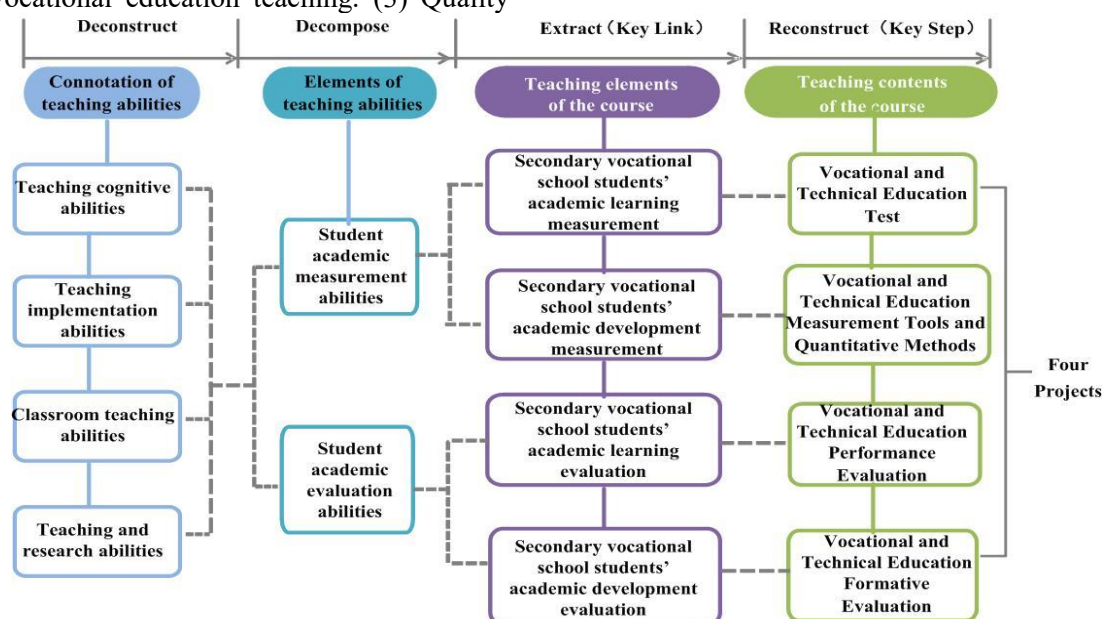 vocational education teaching. (3) Quality
Deconstruct
Decompose
Extract（Key Link）
Reconstruct（Key Step）
Connotation of
teaching abilities
Elements of
teaching abilities
Teaching elements
of the course
Teaching contents
of the course
Teaching cognitive
abilities
Teaching
implementation
abilities
Classroom teaching
abilities
Teaching and
research abilities
Student
academic
measurement
abilities
Student
academic
evaluation
abilities
Secondary vocational
school students’
academic learning
measurement
Secondary vocational
school students’
academic development
measurement
Secondary vocational
school students’
academic learning
evaluation
Secondary vocational
school students’
academic development
evaluation
Vocational and
Technical Education
Test
Vocational and
Technical Education
Measurement Tools and
Quantitative Methods
Vocational and
Technical Education
Performance
Evaluation
Vocational and
Technical Education
Formative
Evaluation
Four
Projects